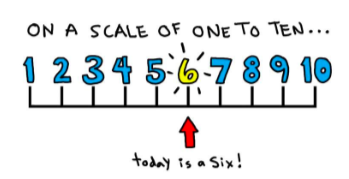 ON A SCALE OF ONE TO TEN...
1 2 3 4 5 6 7 8 9 10
today is a Six!